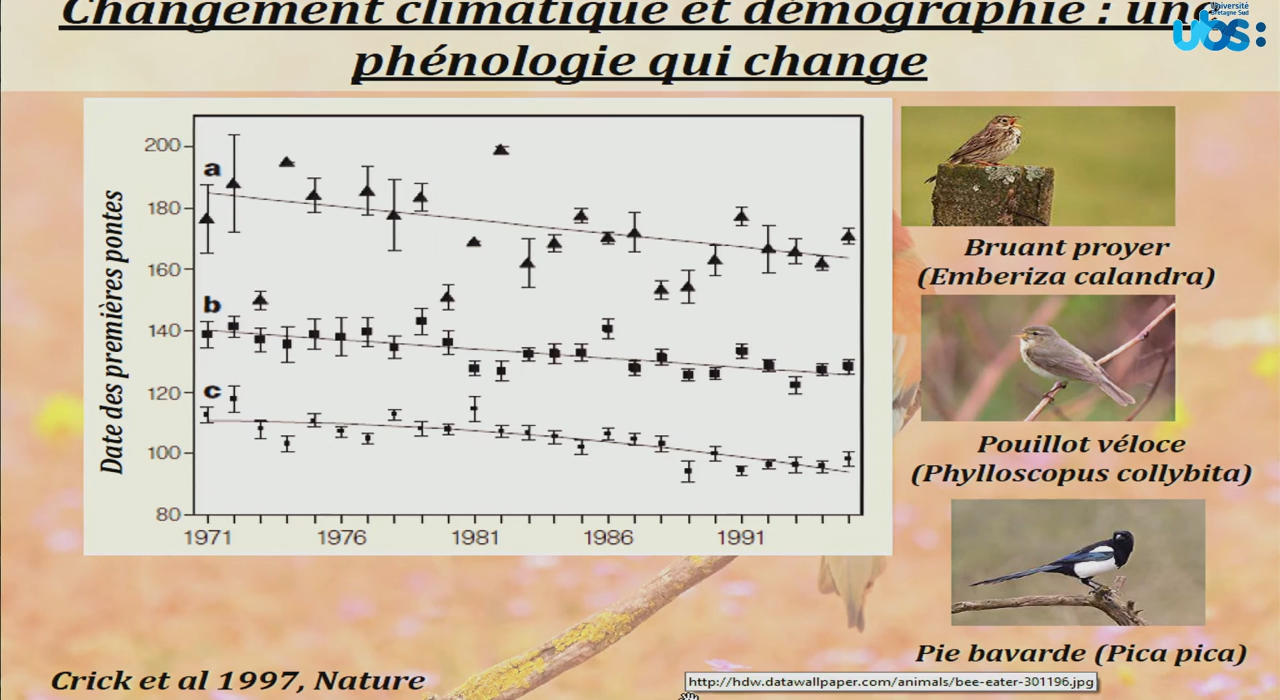 Changement climatique et démographie : une
phénologie qui change
Université
Bretagne Sud
ubs:
Date des premières pontes
200
180
160
140
120
100
80
a
b
c
1971
1976
1981
1986
1991
Bruant proyer
(Emberiza calandra)
Pouillot véloce
(Phylloscopus collybita)
Pie bavarde (Pica pica)
Crick et al 1997, Nature
http://hdw.datawallpaper.com/animals/bee-eater-301196.jpg